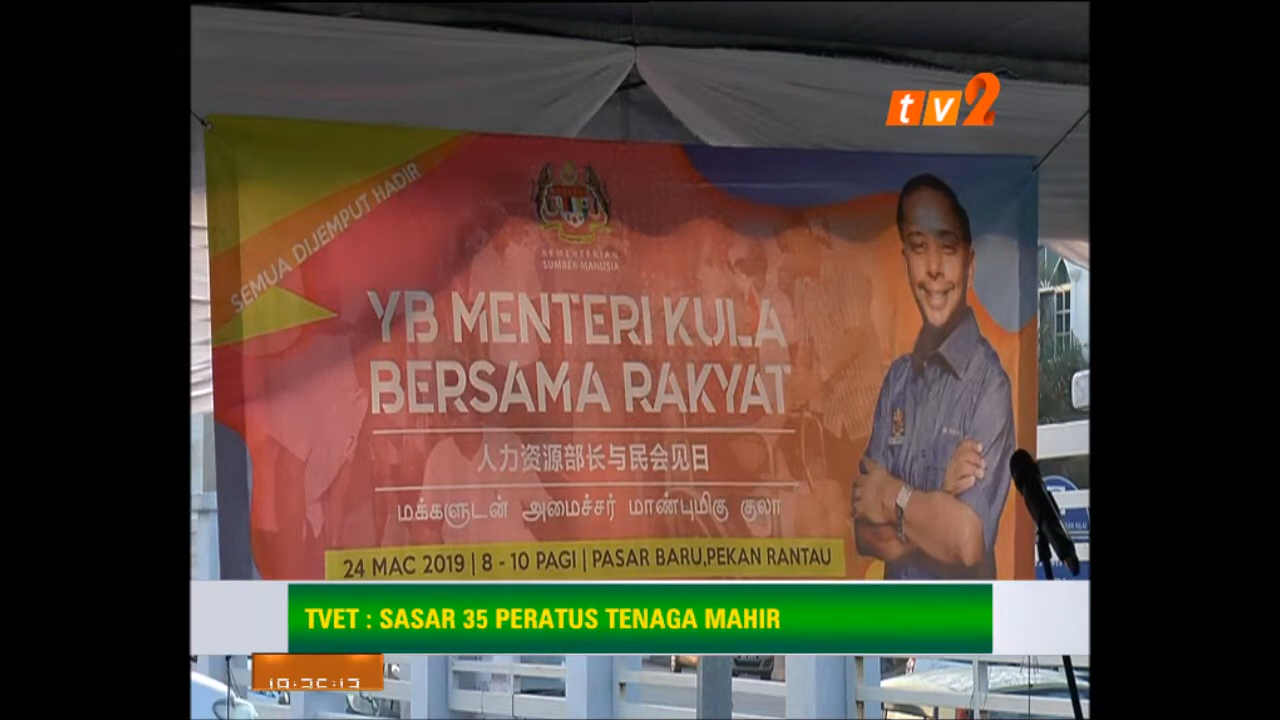 tv2
SEMUA DIJEMPUT HADIR
KEMENTERIAN
SUMBER MANUSIA
YB MENTERI KULA
BERSAMA RAKYAT
人力资源部长与民会见日
மக்களுடன் அமைச்சர் மாண்புமிகு குலா
24 MAC 2019 | 8 - 10 PAGI | PASAR BARU,PEKAN RANTAU
TVET : SASAR 35 PERATUS TENAGA MAHIR